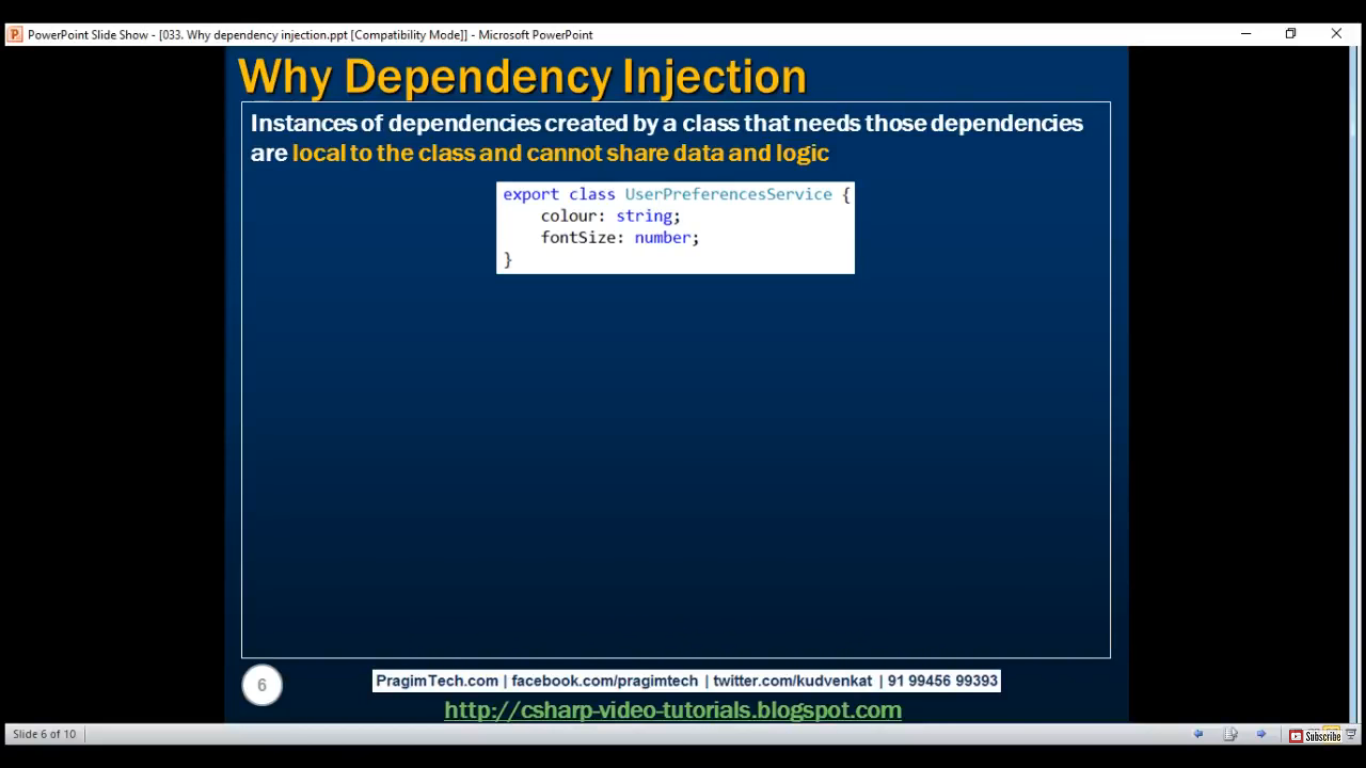 PowerPoint Slide Show - [033. Why dependency injection.ppt [Compatibility Mode]] - Microsoft PowerPoint
Why Dependency Injection
Instances of dependencies created by a class that needs those dependencies
are local to the class and cannot share data and logic
export class UserPreferencesService {
colour: string;
fontSize: number;
}
6
PragimTech.com | facebook.com/pragimtech | twitter.com/kudvenkat | 91 99456 99393
http://csharp-video-tutorials.blogspot.com
Slide 6 of 10
Subscribe